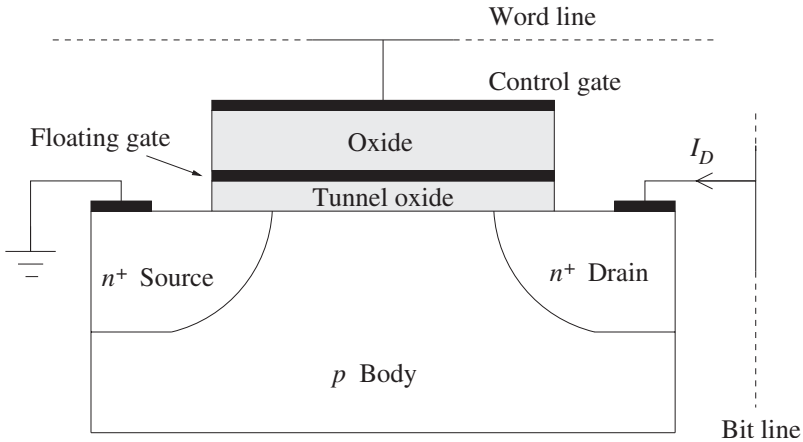 Word line
Control gate
Floating gate
Oxide
I_D
Tunnel oxide
n+ Source
n+ Drain
p Body
Bit line